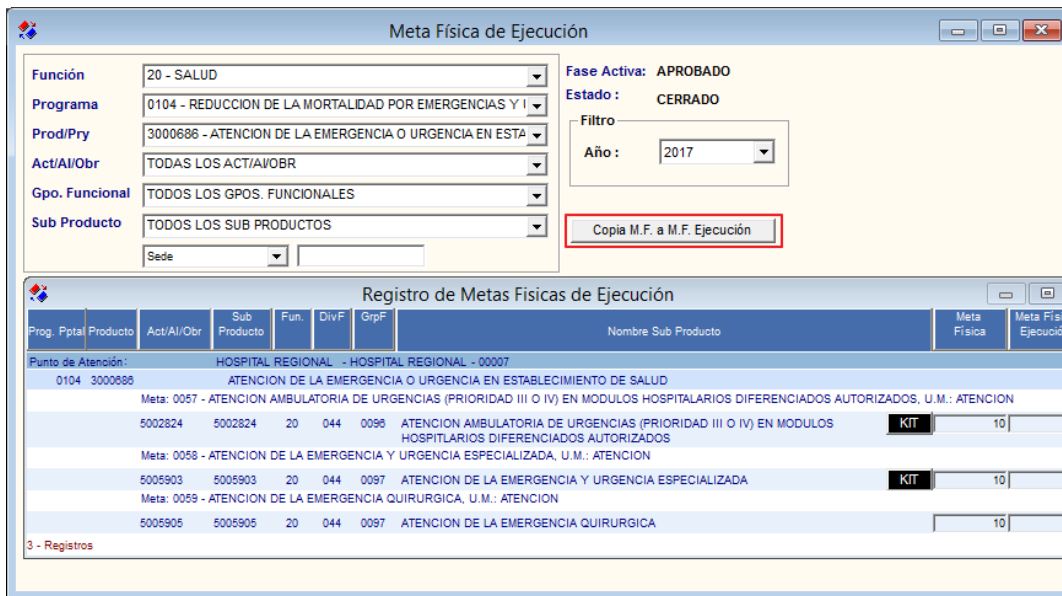 Meta Física de Ejecución
Función 20 - SALUD
Programa 0104 - REDUCCION DE LA MORTALIDAD POR EMERGENCIAS Y
Prod/Pry 3000686 - ATENCION DE LA EMERGENCIA O URGENCIA EN ESTA
Act/AI/Obr TODAS LOS ACT/AI/OBR
Gpo. Funcional TODOS LOS GPOS. FUNCIONALES
Sub Producto TODOS LOS SUB PRODUCTOS
Sede
Fase Activa: APROBADO
Estado : CERRADO
Filtro
Año : 2017
Copia M.F. a M.F. Ejecución
Registro de Metas Fisicas de Ejecución
Prog. Pptal Producto Act/AI/Obr Sub Producto Fun. DivF GrpF Nombre Sub Producto Meta Física Meta Físi Ejecució
Punto de Atención: HOSPITAL REGIONAL - HOSPITAL REGIONAL - 00007
0104 3000686 ATENCION DE LA EMERGENCIA O URGENCIA EN ESTABLECIMIENTO DE SALUD
Meta: 0057 - ATENCION AMBULATORIA DE URGENCIAS (PRIORIDAD III O IV) EN MODULOS HOSPITALARIOS DIFERENCIADOS AUTORIZADOS, U.M.: ATENCION
5002824 5002824 20 044 0096 ATENCION AMBULATORIA DE URGENCIAS (PRIORIDAD III O IV) EN MODULOS KIT 10
HOSPITLARIOS DIFERENCIADOS AUTORIZADOS
Meta: 0058 - ATENCION DE LA EMERGENCIA Y URGENCIA ESPECIALIZADA, U.M.: ATENCION
5005903 5005903 20 044 0097 ATENCION DE LA EMERGENCIA Y URGENCIA ESPECIALIZADA KIT 10
Meta: 0059 - ATENCION DE LA EMERGENCIA QUIRURGICA, U.M.: ATENCION
5005905 5005905 20 044 0097 ATENCION DE LA EMERGENCIA QUIRURGICA 10
3 - Registros